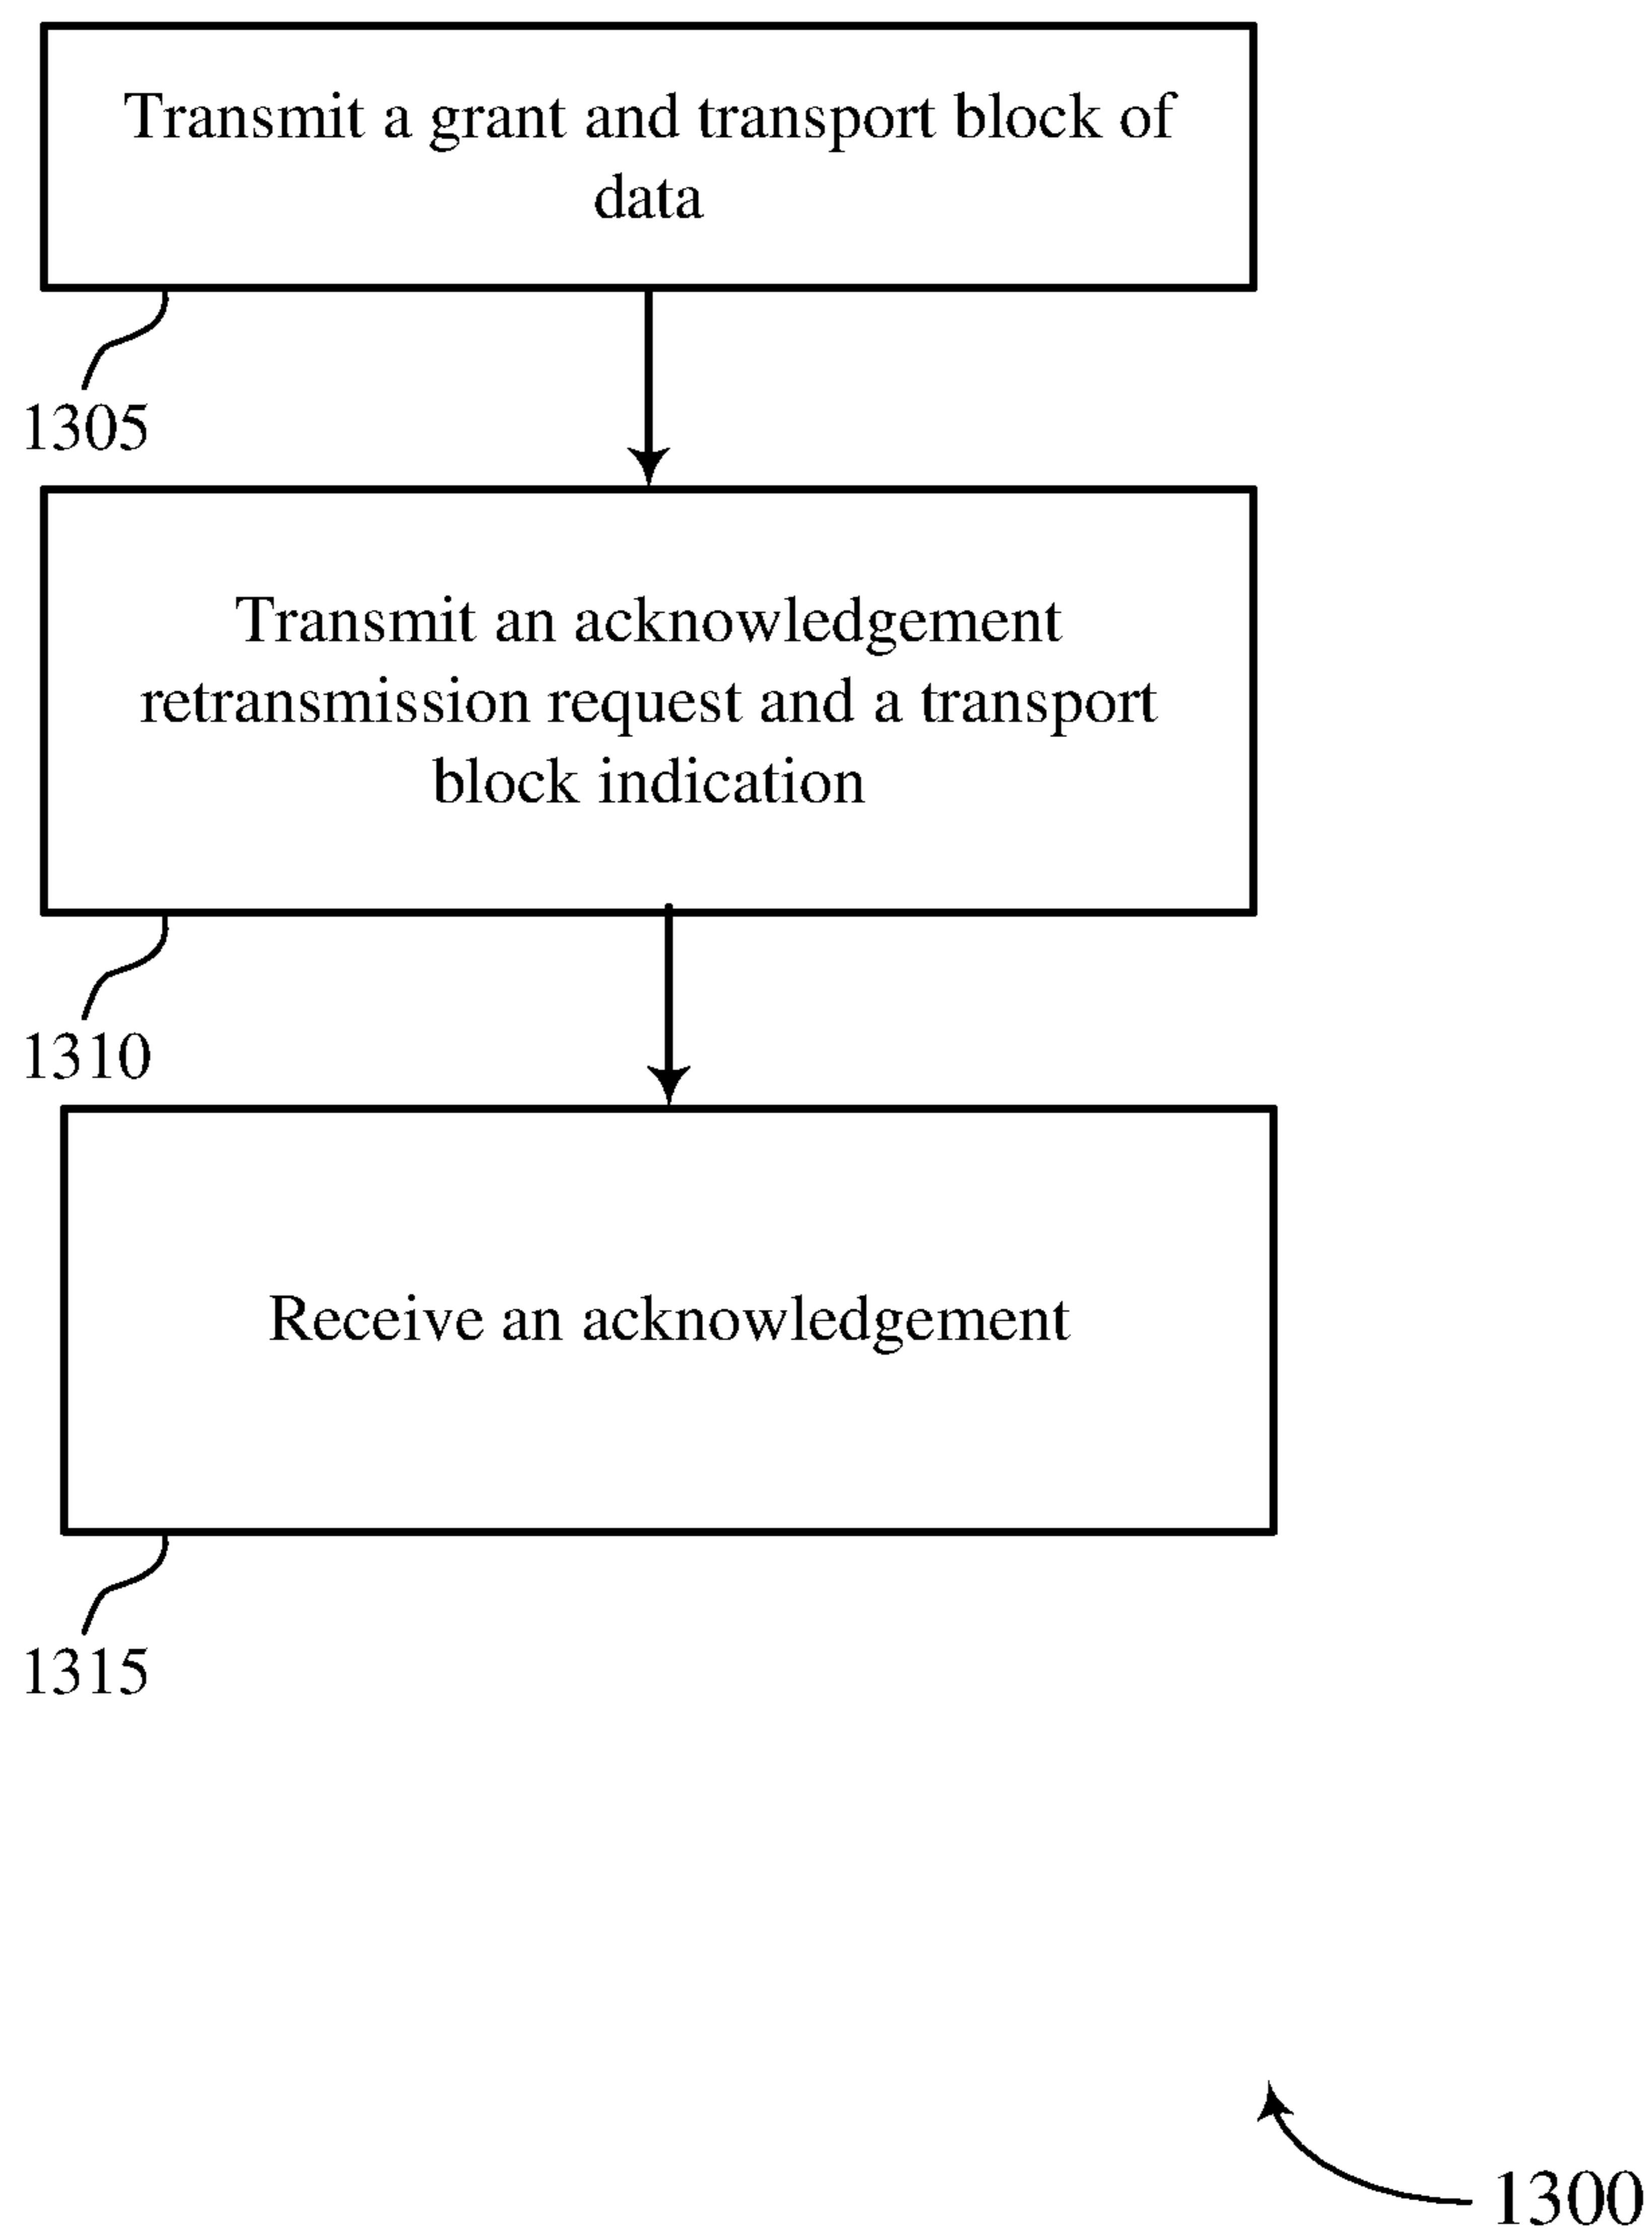 Transmit a grant and transport block of
data
1305
Transmit an acknowledgement
retransmission request and a transport
block indication
1310
Receive an acknowledgement
1315
1300